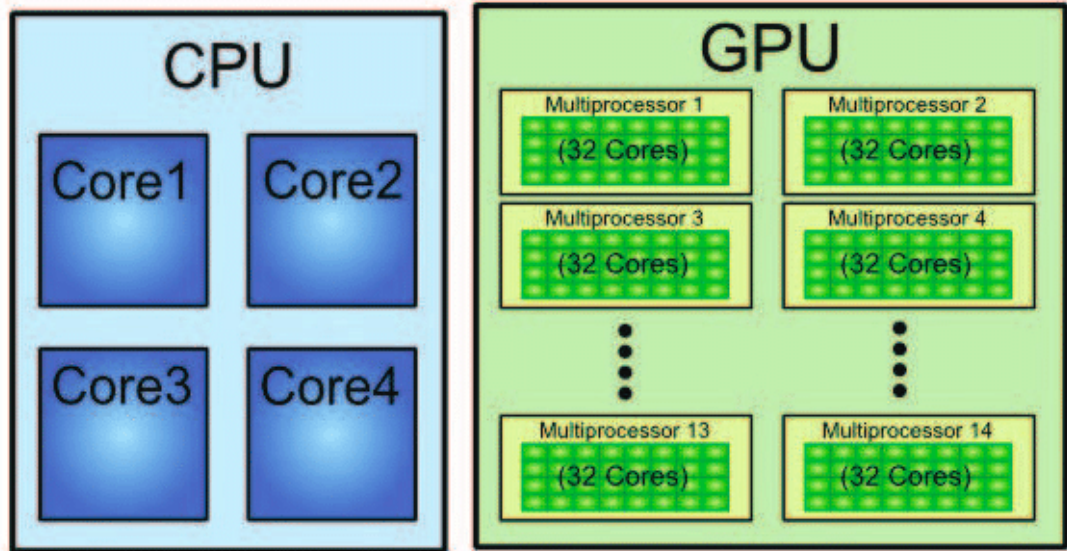 CPU
Core1
Core2
Core3
Core4
GPU
Multiprocessor 1
(32 Cores)
Multiprocessor 2
(32 Cores)
Multiprocessor 3
(32 Cores)
Multiprocessor 4
(32 Cores)
Multiprocessor 13
(32 Cores)
Multiprocessor 14
(32 Cores)